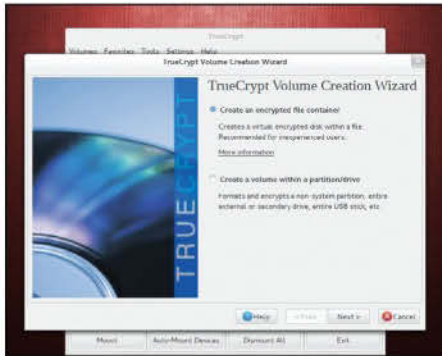 TrueCrypt
Volumes Favorites Tools Settings Help
TrueCrypt Volume Creation Wizard
TrueCrypt Volume Creation Wizard
TRUECRYPT
Create an encrypted file container
Creates a virtual encrypted disk within a file.
Recommended for inexperienced users.
More information
Create a volume within a partition/drive
Formats and encrypts a non-system partition, entire
external or secondary drive, entire USB stick, etc.
Help < Prev Next > Cancel
Mount Auto-Mount Devices Dismount All Exit